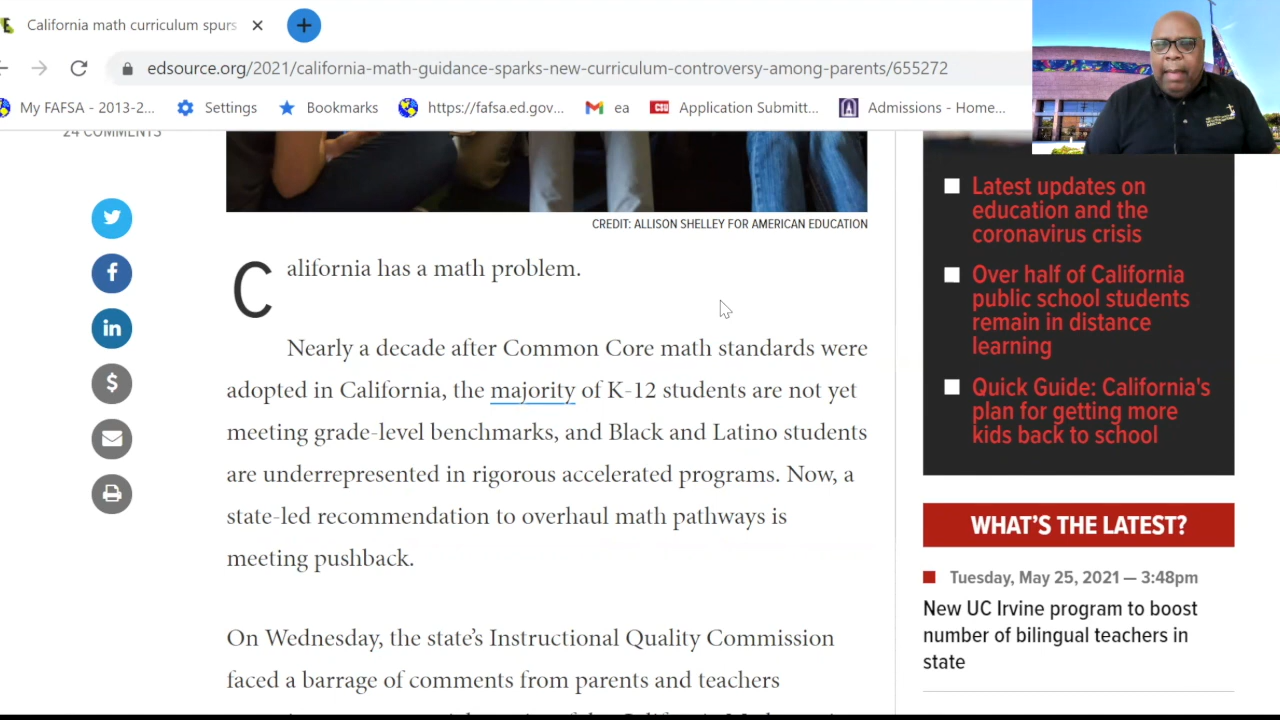 California math curriculum spurs
edsource.org/2021/california-math-guidance-sparks-new-curriculum-controversy-among-parents/655272
My FAFSA - 2013-2...
Settings
Bookmarks
https://fafsa.ed.gov...
ea
CSU
Application Submitt...
Admissions - Home...
24 COMMENTS
CREDIT: ALLISON SHELLEY FOR AMERICAN EDUCATION
California has a math problem.
Nearly a decade after Common Core math standards were
adopted in California, the majority of K-12 students are not yet
meeting grade-level benchmarks, and Black and Latino students
are underrepresented in rigorous accelerated programs. Now, a
state-led recommendation to overhaul math pathways is
meeting pushback.
On Wednesday, the state's Instructional Quality Commission
faced a barrage of comments from parents and teachers
Latest updates on
education and the
coronavirus crisis
Over half of California
public school students
remain in distance
learning
Quick Guide: California's
plan for getting more
kids back to school
WHAT'S THE LATEST?
Tuesday, May 25, 2021 — 3:48pm
New UC Irvine program to boost
number of bilingual teachers in
state